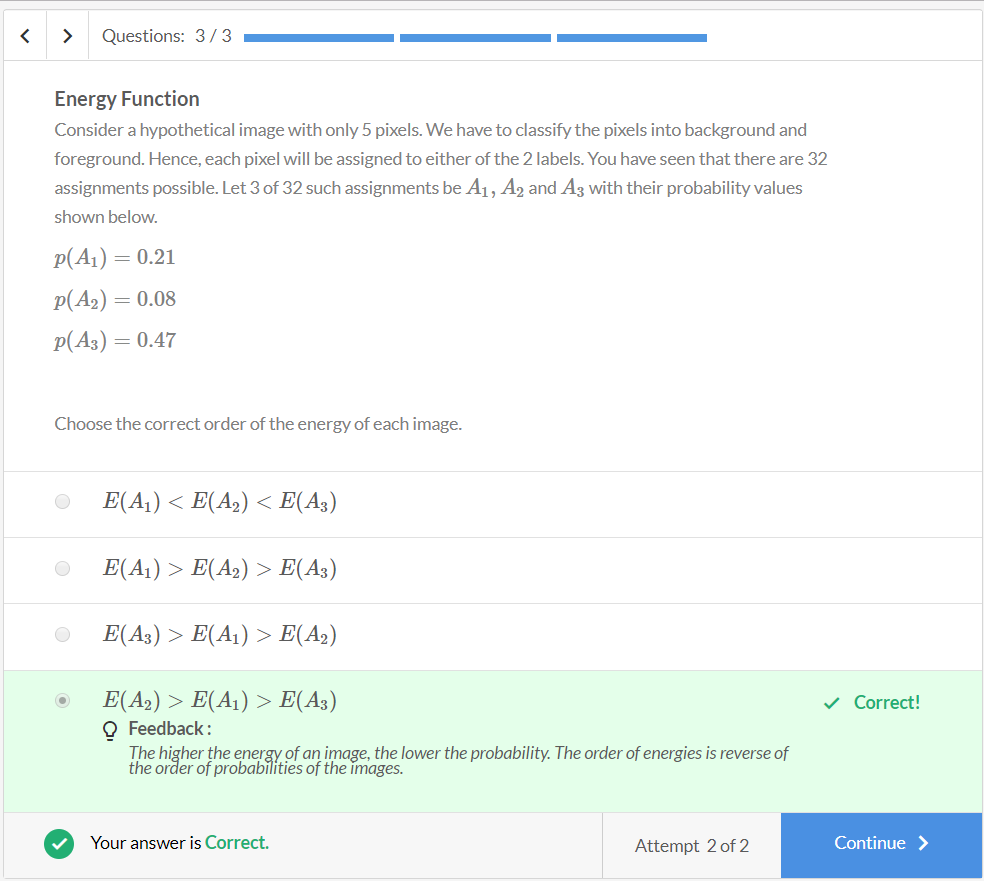 Questions: 3 / 3
Energy Function
Consider a hypothetical image with only 5 pixels. We have to classify the pixels into background and
foreground. Hence, each pixel will be assigned to either of the 2 labels. You have seen that there are 32
assignments possible. Let 3 of 32 such assignments be A₁, A₂ and A₃ with their probability values
shown below.
p(A₁) = 0.21
p(A₂) = 0.08
p(A₃) = 0.47
Choose the correct order of the energy of each image.
E(A₁) < E(A₂) < E(A₃)
E(A₁) > E(A₂) > E(A₃)
E(A₃) > E(A₁) > E(A₂)
E(A₂) > E(A₁) > E(A₃)
Correct!
Feedback :
The higher the energy of an image, the lower the probability. The order of energies is reverse of
the order of probabilities of the images.
Your answer is Correct.
Attempt 2 of 2
Continue